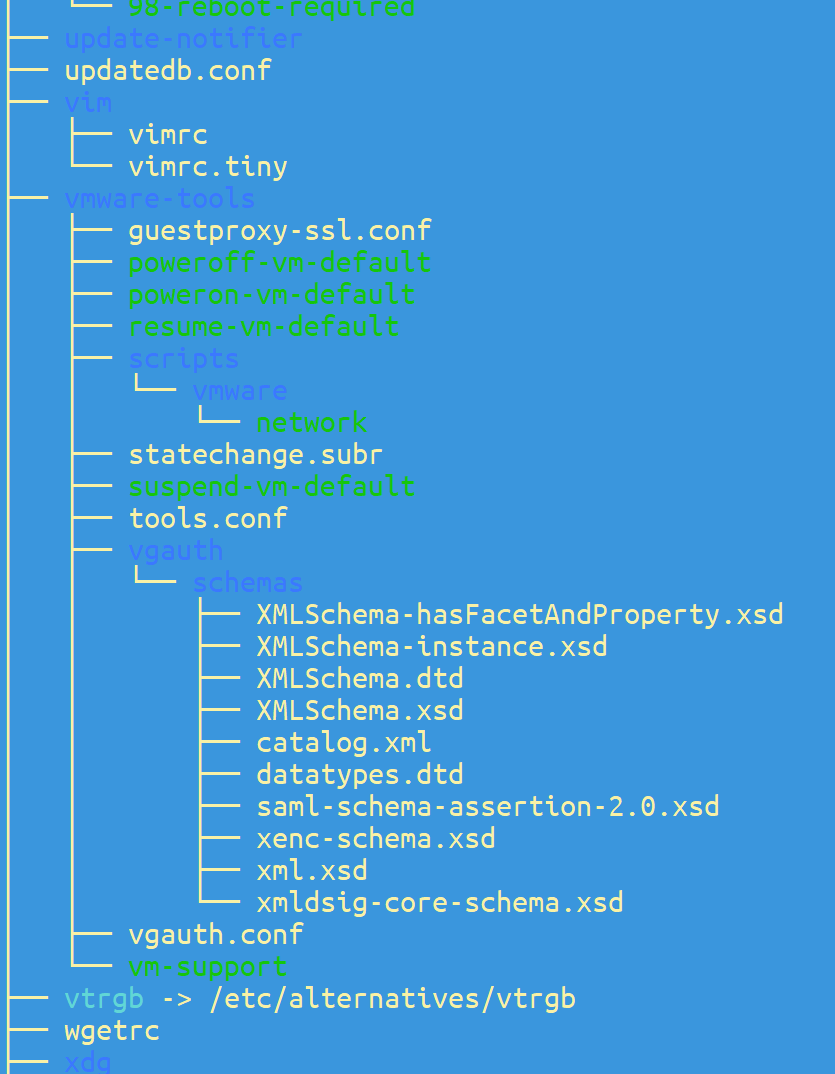 │   └── 98-reboot-required
├── update-notifier
├── updatedb.conf
├── vim
│   ├── vimrc
│   └── vimrc.tiny
├── vmware-tools
│   ├── guestproxy-ssl.conf
│   ├── poweroff-vm-default
│   ├── poweron-vm-default
│   ├── resume-vm-default
│   ├── scripts
│   │   └── vmware
│   │       └── network
│   ├── statechange.subr
│   ├── suspend-vm-default
│   ├── tools.conf
│   ├── vgauth
│   │   └── schemas
│   │       ├── XMLSchema-hasFacetAndProperty.xsd
│   │       ├── XMLSchema-instance.xsd
│   │       ├── XMLSchema.dtd
│   │       ├── XMLSchema.xsd
│   │       ├── catalog.xml
│   │       ├── datatypes.dtd
│   │       ├── saml-schema-assertion-2.0.xsd
│   │       ├── xenc-schema.xsd
│   │       ├── xml.xsd
│   │       └── xmldsig-core-schema.xsd
│   ├── vgauth.conf
│   └── vm-support
├── vtrgb -> /etc/alternatives/vtrgb
├── wgetrc
├── xdg